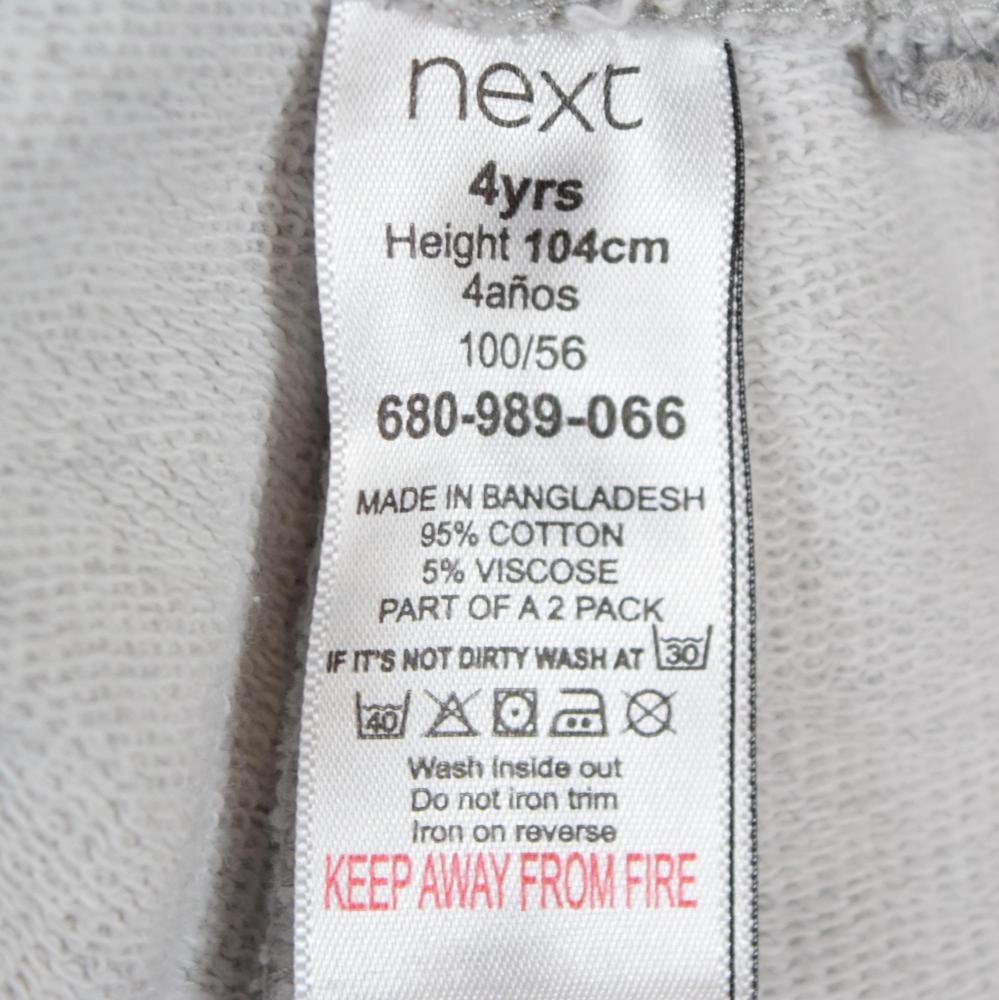 next
4yrs
Height 104cm
4años
100/56
680-989-066
MADE IN BANGLADESH
95% COTTON
5% VISCOSE
PART OF A 2 PACK
IF IT'S NOT DIRTY WASH AT 30
40
Wash inside out
Do not iron trim
Iron on reverse
KEEP AWAY FROM FIRE